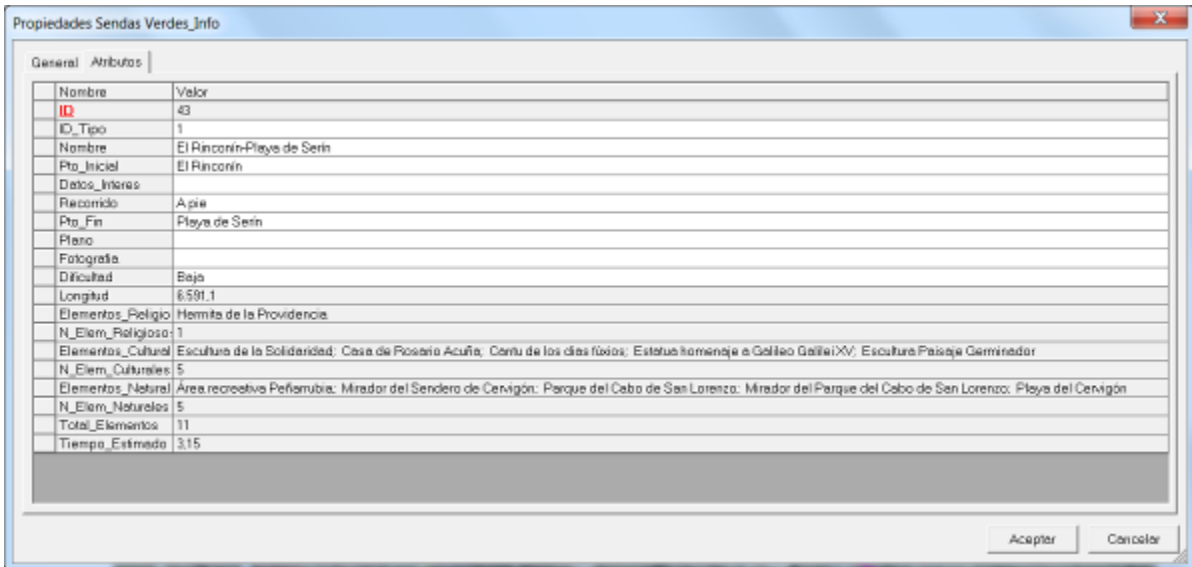 Propiedades Sendas Verdes_Info
General Atributos
Nombre Valor
ID 43
ID_Tipo 1
Nombre El Rinconín-Playa de Serín
Pto_Inicial El Rinconín
Datos_Interes
Recorrido A pie
Pto_Fin Playa de Serín
Plano
Fotografia
Dificultad Baja
Longitud 6.591,1
Elementos_Religio Hermita de la Providencia
N_Elem_Religioso: 1
Elementos_Cultural Escultura de la Solidaridad; Casa de Rosario Acuña; Cantu de los dias fúxios; Estatua homenaje a Galileo Galilei XV; Escultura Paisaje Germinador
N_Elem_Culturales 5
Elementos_Natural Área recreativa Peñarrubia; Mirador del Sendero de Cervigón; Parque del Cabo de San Lorenzo; Mirador del Parque del Cabo de San Lorenzo; Playa del Cervigón
N_Elem_Naturales 5
Total_Elementos 11
Tiempo_Estimado 3,15
Aceptar Cancelar